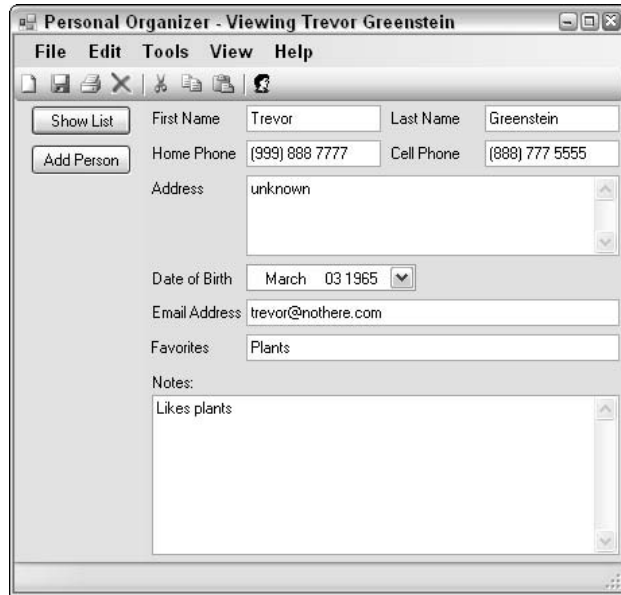 Personal Organizer - Viewing Trevor Greenstein
File Edit Tools View Help
Show List
Add Person
First Name Trevor Last Name Greenstein
Home Phone (999) 888 7777 Cell Phone (888) 777 5555
Address unknown
Date of Birth March 03 1965
Email Address trevor@nothere.com
Favorites Plants
Notes:
Likes plants